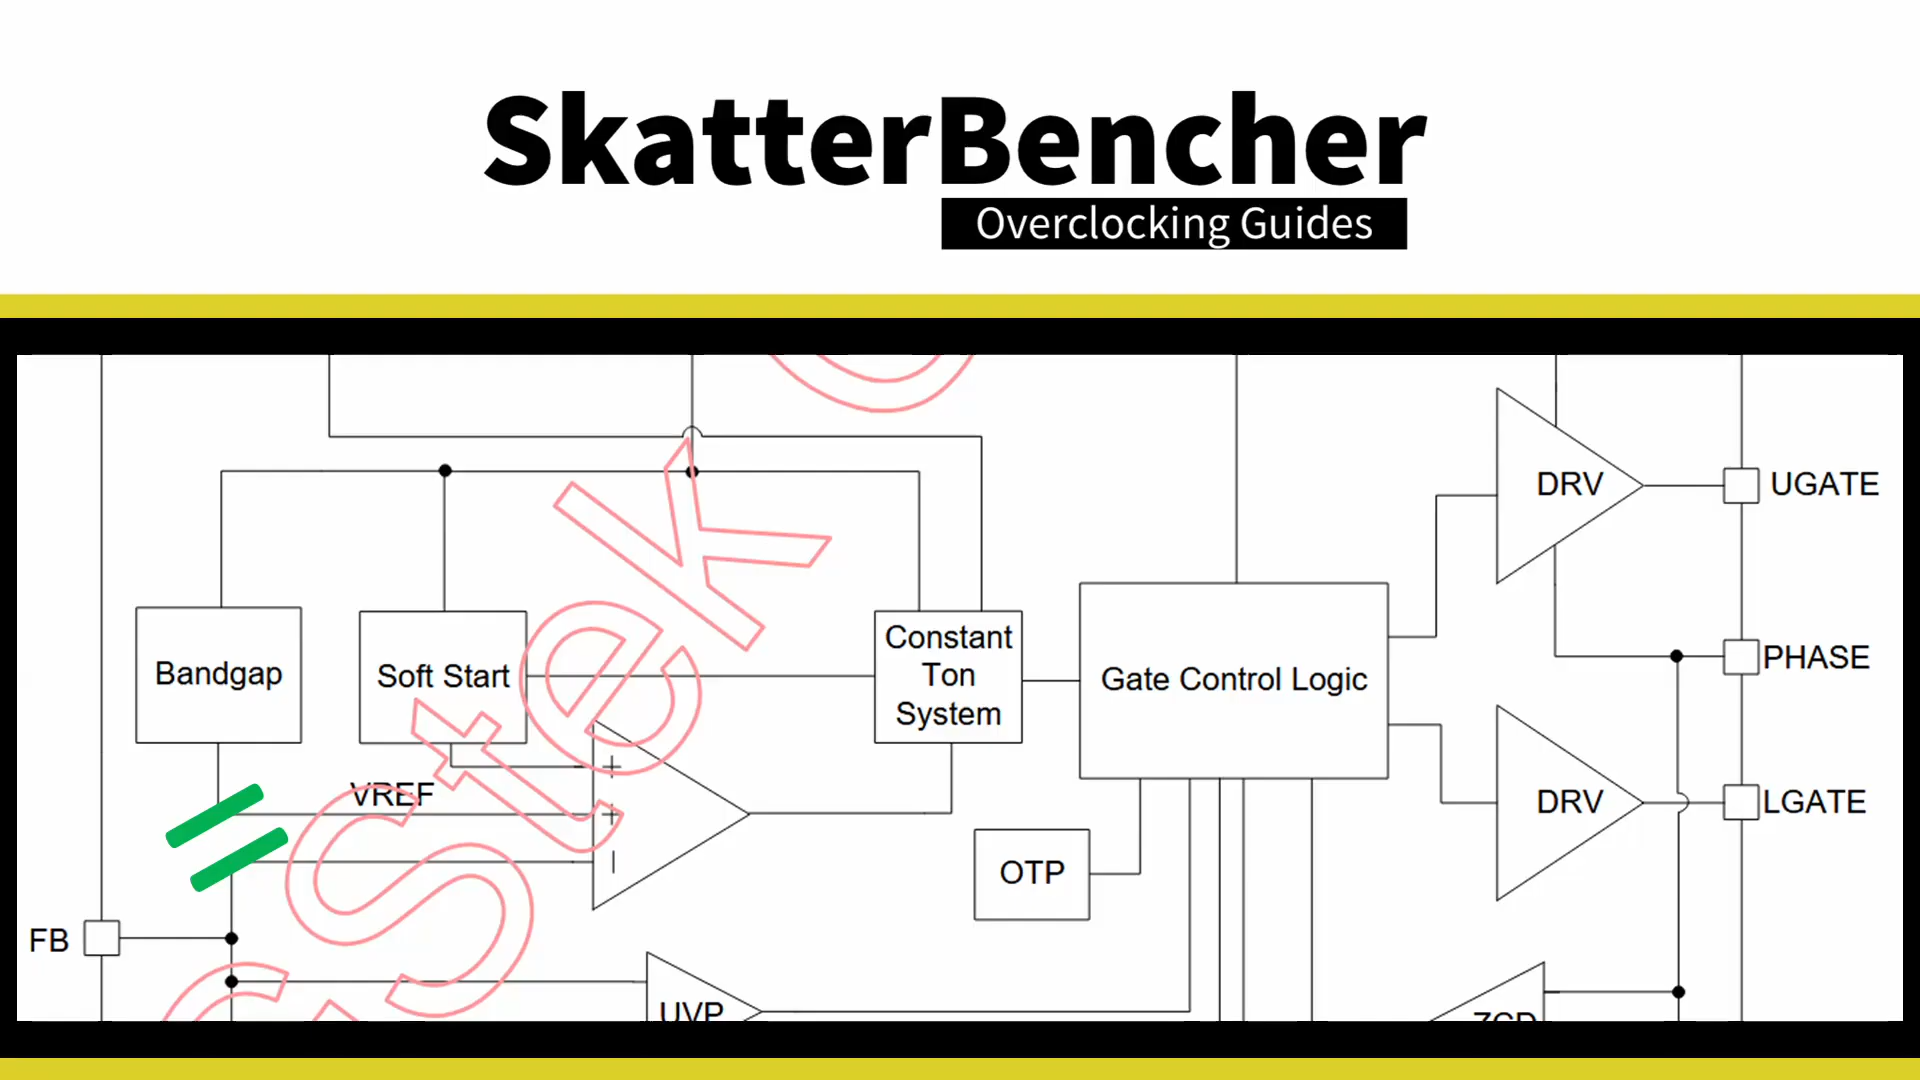 SkatterBencher
Overclocking Guides
DRV
UGATE
Bandgap
Soft Start
Constant
Ton
System
Gate Control Logic
PHASE
VREF
+
+
DRV
LGATE
OTP
FB
UVP
ZCD